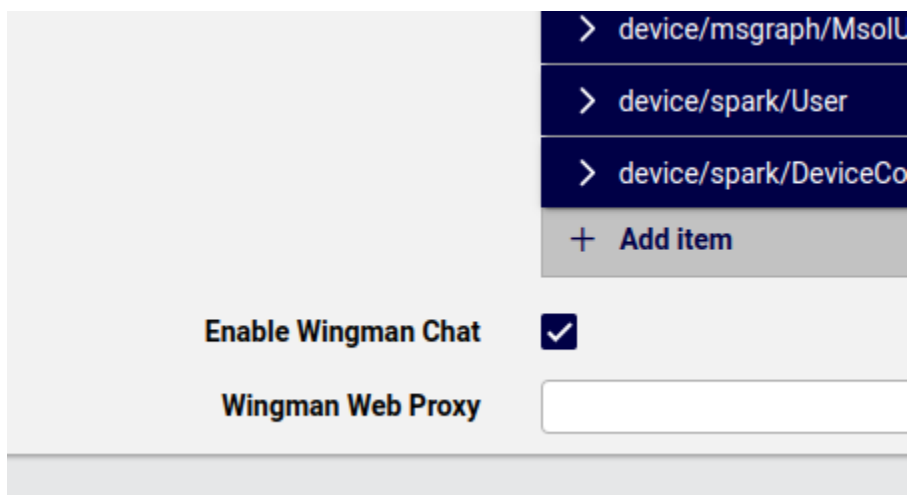 device/msgraph/MsolU
device/spark/User
device/spark/DeviceCo
Add item
Enable Wingman Chat
Wingman Web Proxy